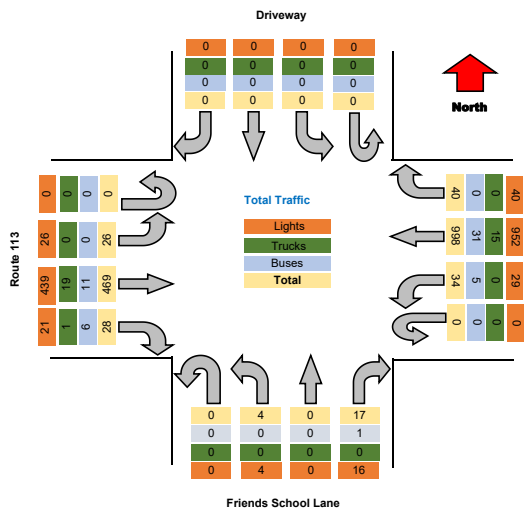 Driveway
0 0 0 0
0 0 0 0
0 0 0 0
0 0 0 0
North
Route 113
0 0 0 0
26 0 0 26
439 19 11 469
21 1 6 28
Total Traffic
Lights
Trucks
Buses
Total
40 0 0 40
998 31 15 952
34 5 0 29
0 0 0 0
0 4 0 17
0 0 0 1
0 0 0 0
0 4 0 16
Friends School Lane